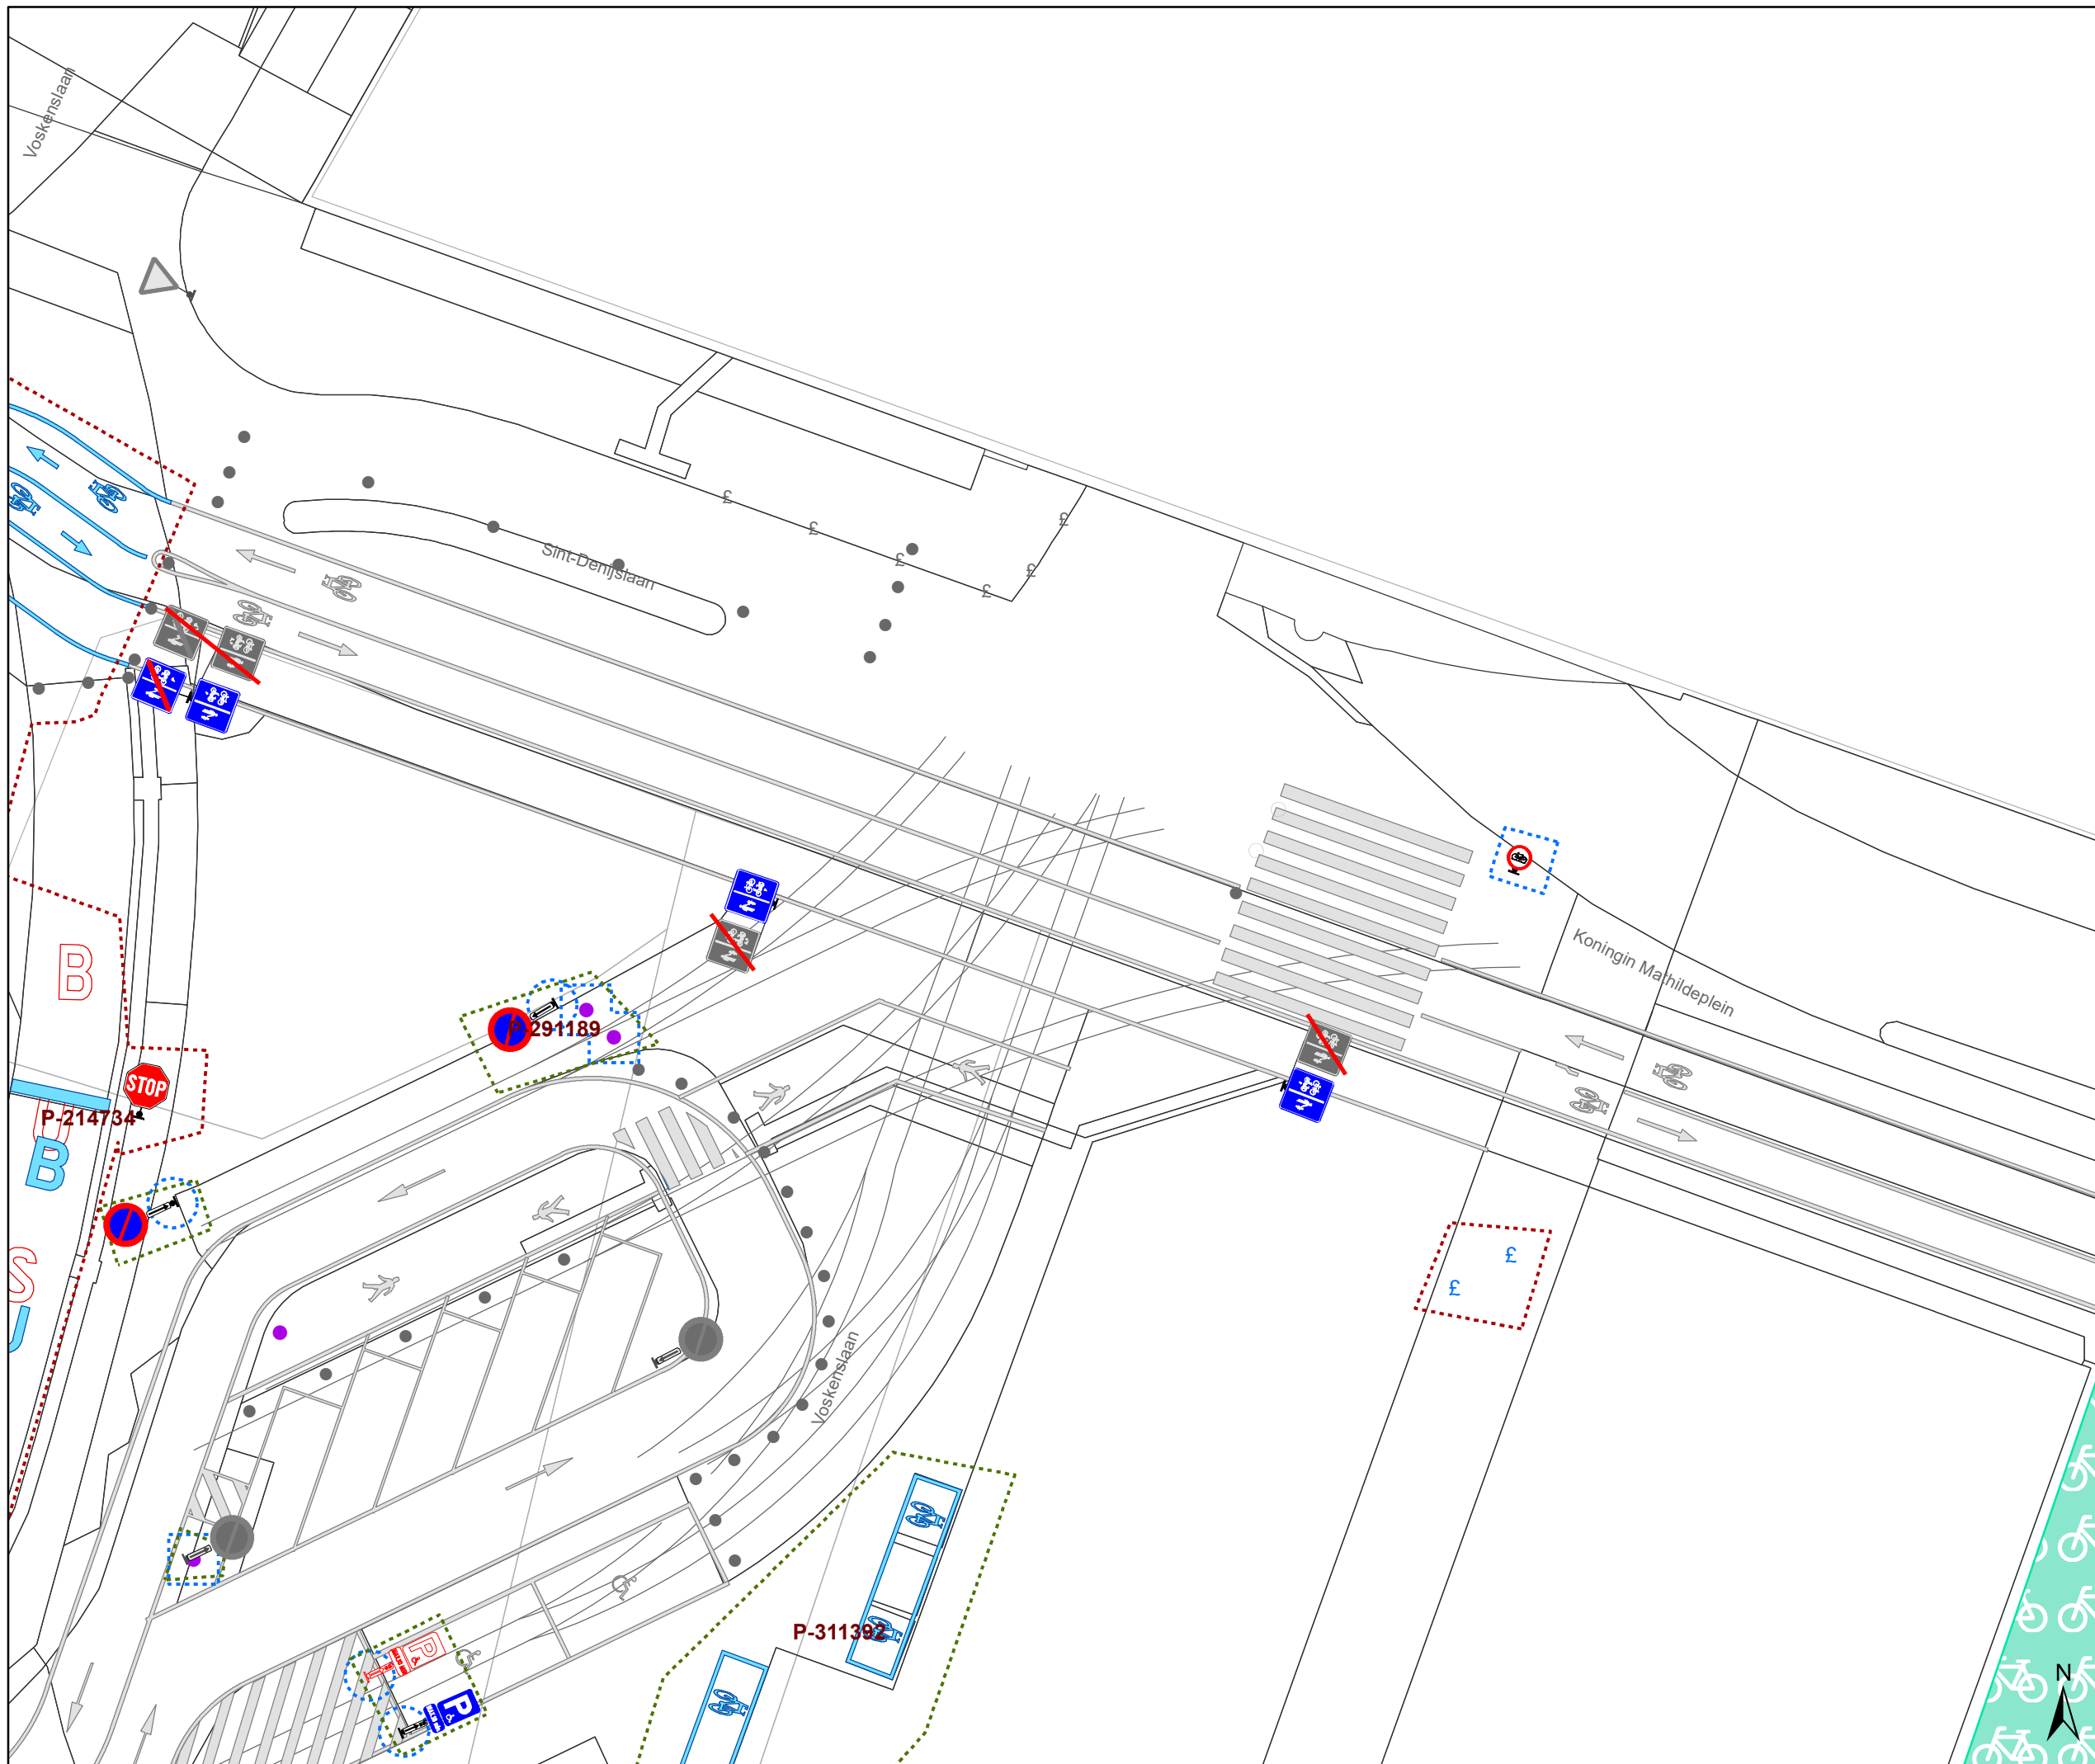 Voskenslaan
£
£
£
£
£
£
Sint-Denijslaan
Koningin Mathildeplein
B
P-291189
STOP
P-214734
U
B
S
U
£
£
Voskenslaan
P-311392
P
P
N